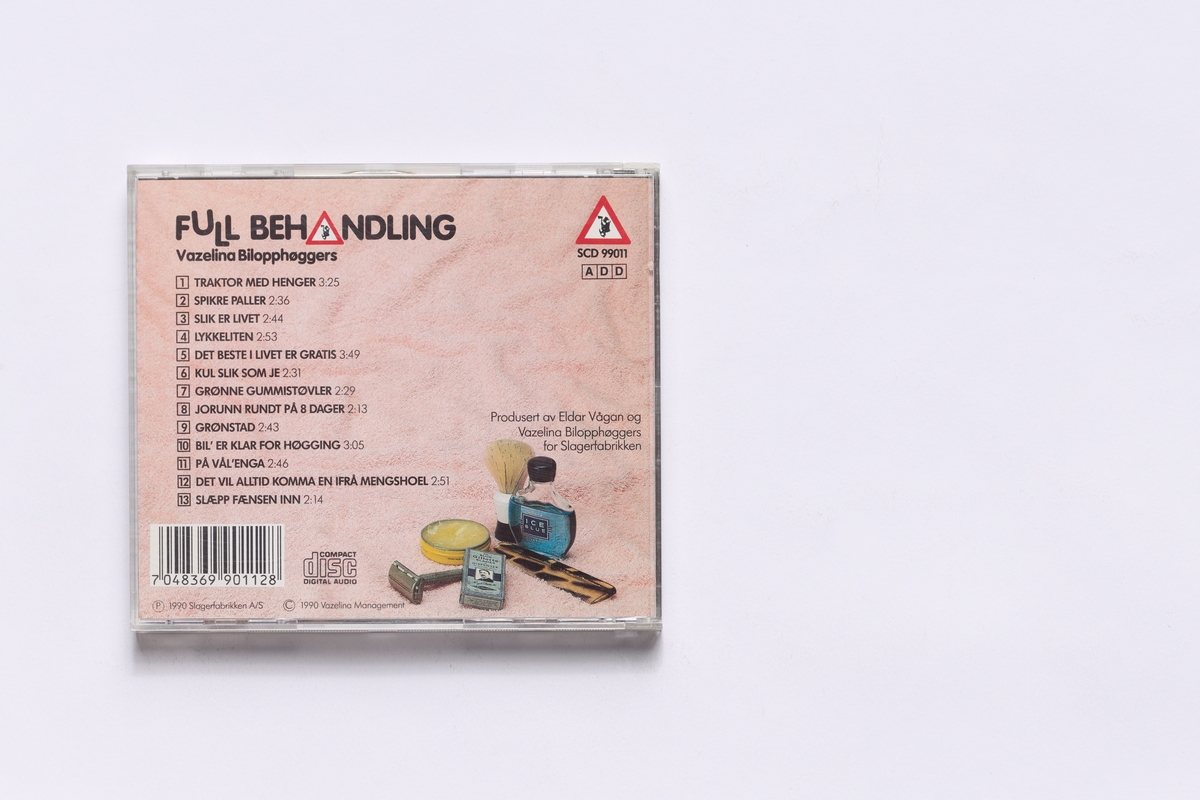 FULL BEHANDLING
Vazelina Bilopphøggers
SCD 99011
ADD
1 TRAKTOR MED HENGER 3:25
2 SPIKRE PALLER 2:36
3 SLIK ER LIVET 2:44
4 LYKKELITEN 2:53
5 DET BESTE I LIVET ER GRATIS 3:49
6 KUL SLIK SOM JE 2:31
7 GRØNNE GUMMISTØVLER 2:29
8 JORUNN RUNDT PÅ 8 DAGER 2:13
9 GRØNSTAD 2:43
10 BIL' ER KLAR FOR HØGGING 3:05
11 PÅ VÅL'ENGA 2:46
12 DET VIL ALLTID KOMMA EN IFRÅ MENGSHOEL 2:51
13 SLÆPP FÆNSEN INN 2:14
Produsert av Eldar Vågan og
Vazelina Bilopphøggers
for Slagerfabrikken
ICE
BLUE
7 048369 901128
COMPACT
disc
DIGITAL AUDIO
Ⓟ 1990 Slagerfabrikken A/S © 1990 Vazelina Management